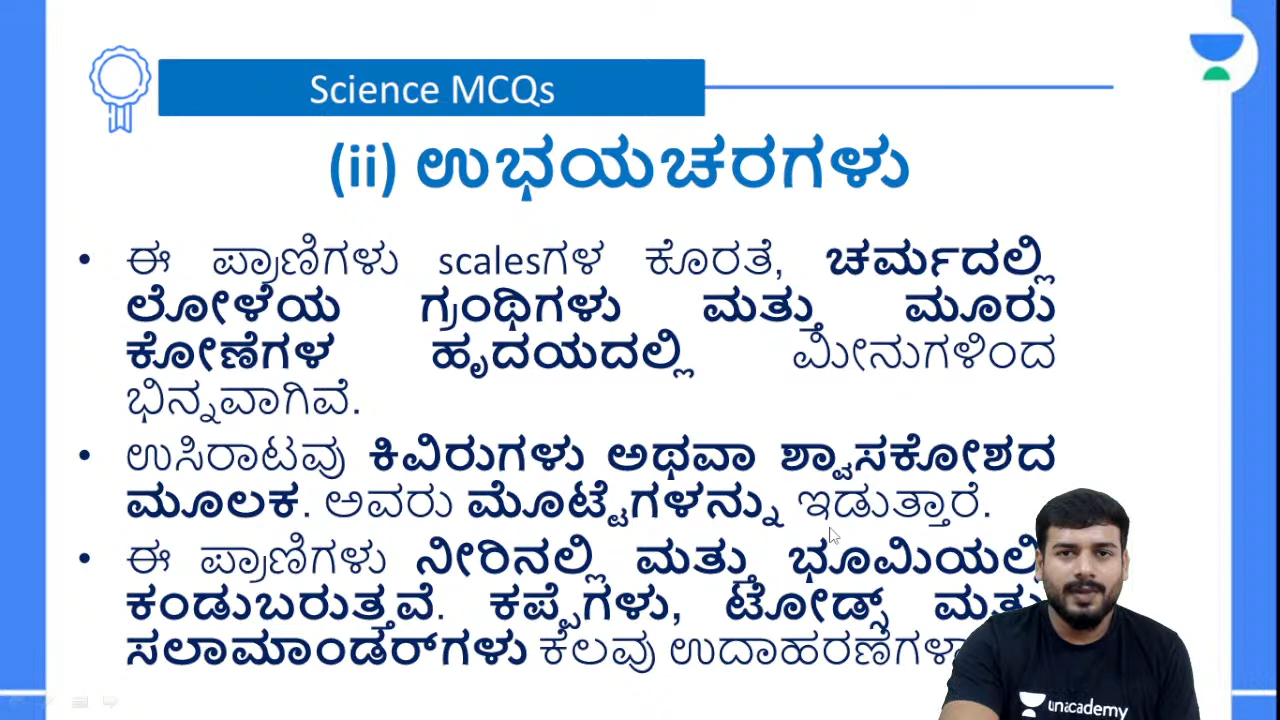 Science MCQs
(ii) ಉಭಯಚರಗಳು
• ಈ ಪ್ರಾಣಿಗಳು scalesಗಳ ಕೊರತೆ, ಚರ್ಮದಲ್ಲಿ
ಲೋಳೆಯ ಗ್ರಂಥಿಗಳು ಮತ್ತು ಮೂರು
ಕೋಣೆಗಳ ಹೃದಯದಲ್ಲಿ ಮೀನುಗಳಿಂದ
ಭಿನ್ನವಾಗಿವೆ.
• ಉಸಿರಾಟವು ಕಿವಿರುಗಳು ಅಥವಾ ಶ್ವಾಸಕೋಶದ
ಮೂಲಕ. ಅವರು ಮೊಟ್ಟೆಗಳನ್ನು ಇಡುತ್ತಾರೆ.
• ಈ ಪ್ರಾಣಿಗಳು ನೀರಿನಲ್ಲಿ ಮತ್ತು ಭೂಮಿಯಲ್ಲಿ
ಕಂಡುಬರುತ್ತವೆ. ಕಪ್ಪೆಗಳು, ಟೋಡ್ಸ್ ಮತ್ತು
ಸಲಾಮಾಂಡರ್‌ಗಳು ಕೆಲವು
unacademy